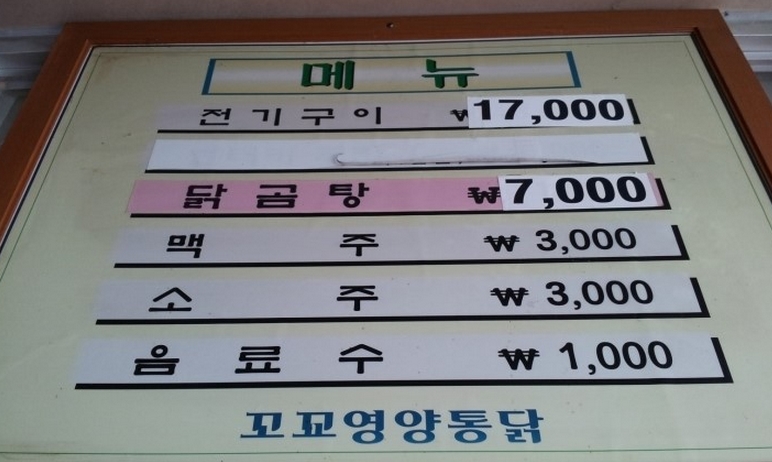 메 뉴
전기구이 ₩17,000
닭곰탕 ₩7,000
맥주 ₩ 3,000
소주 ₩ 3,000
음료수 ₩ 1,000
꼬꼬영양통닭